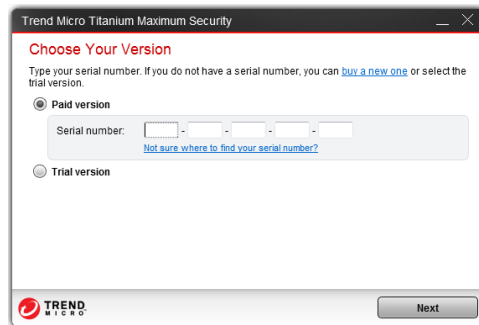 Trend Micro Titanium Maximum Security
Choose Your Version
Type your serial number. If you do not have a serial number, you can buy a new one or select the
trial version.
Paid version
Serial number: - - - -
Not sure where to find your serial number?
Trial version
TREND
MICRO
Next